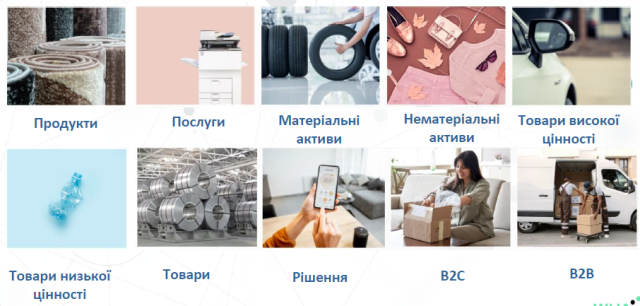 Продукти
Послуги
Матеріальні
активи
Нематеріальні
активи
Товари високої
цінності
Товари низької
цінності
Товари
Рішення
B2C
B2B